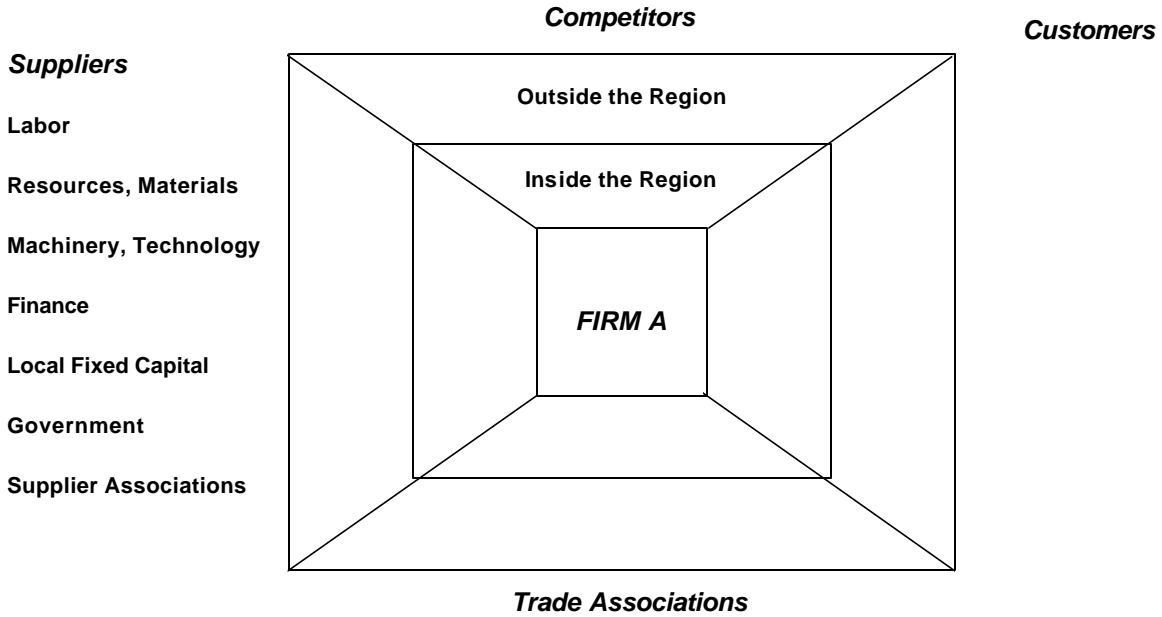 Competitors
Customers
Suppliers
Outside the Region
Labor
Inside the Region
Resources, Materials
Machinery, Technology
Finance
FIRM A
Local Fixed Capital
Government
Supplier Associations
Trade Associations